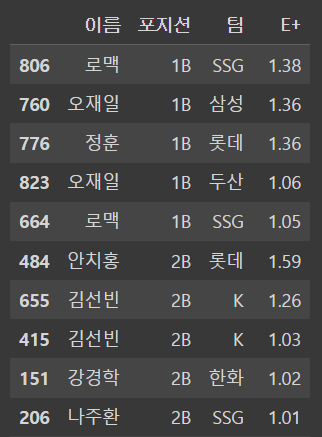 이름 포지션 팀 E+
806 로맥 1B SSG 1.38
760 오재일 1B 삼성 1.36
776 정훈 1B 롯데 1.36
823 오재일 1B 두산 1.06
664 로맥 1B SSG 1.05
484 안치홍 2B 롯데 1.59
655 김선빈 2B K 1.26
415 김선빈 2B K 1.03
151 강경학 2B 한화 1.02
206 나주환 2B SSG 1.01